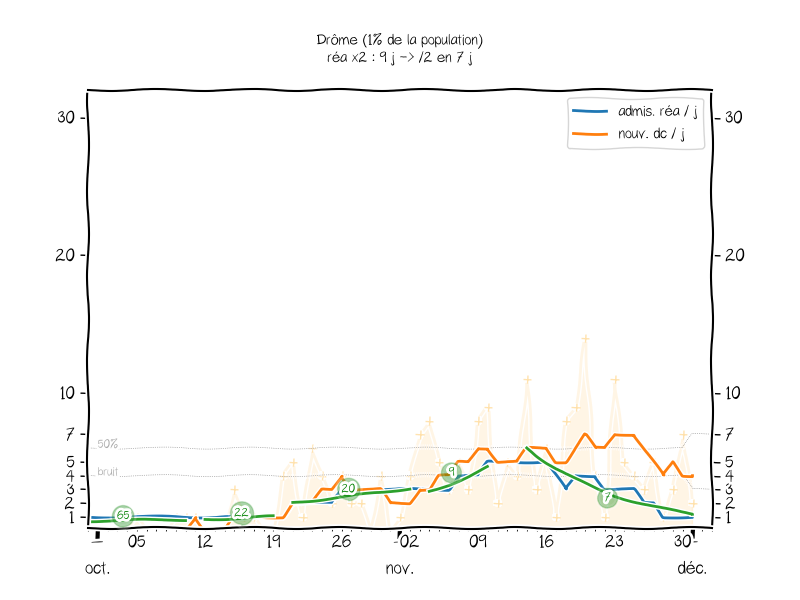 Drôme (1% de la population)
réa x2 : 9 j -> /2 en 7 j
admis. réa / j
nouv. dc / j
30 30
20 20
10 10
7 7
5 5
4 4
3 3
2 2
1 1
50%
bruit
65 22 20 9 7
05 12 19 26 02 09 16 23 30
oct. nov. déc.